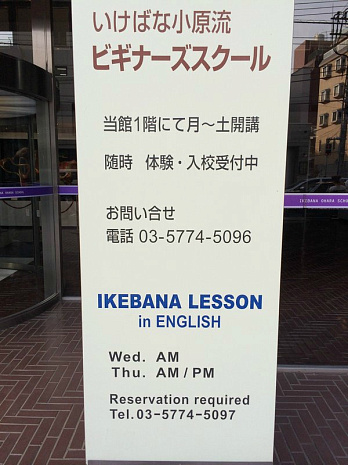 いけばな小原流
ビギナーズスクール
当館1階にて月～土開講
随時 体験・入校受付中
お問い合せ
電話 03-5774-5096
IKEBANA LESSON
in ENGLISH
Wed. AM
Thu. AM/PM
Reservation required
Tel.03-5774-5097
IKEBANA OHARA